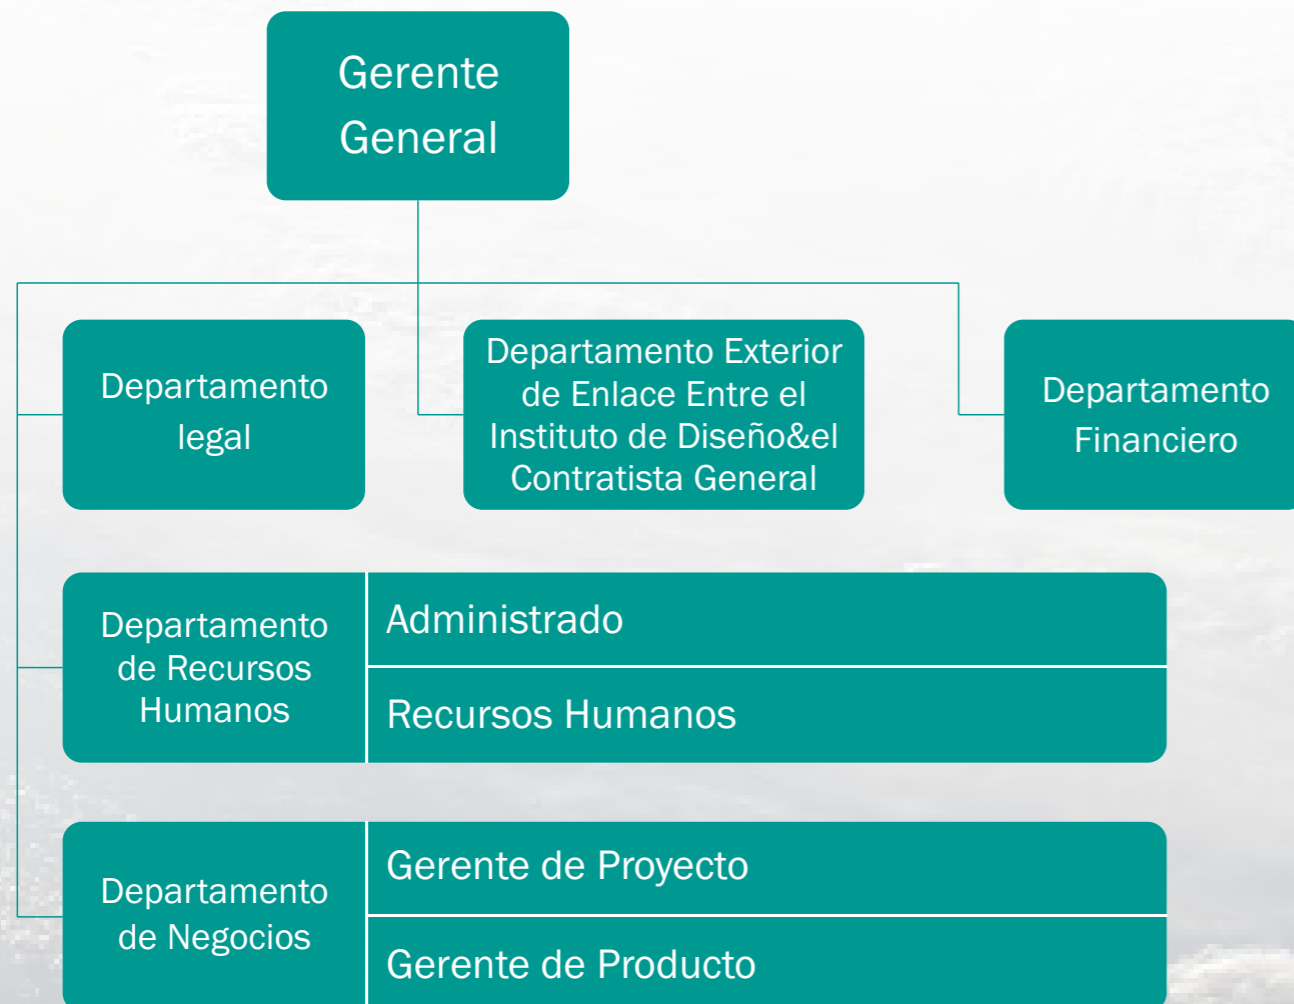 Gerente
General
Departamento
legal
Departamento Exterior
de Enlace Entre el
Instituto de Diseño&el
Contratista General
Departamento
Financiero
Departamento
de Recursos
Humanos
Administrado
Recursos Humanos
Departamento
de Negocios
Gerente de Proyecto
Gerente de Producto